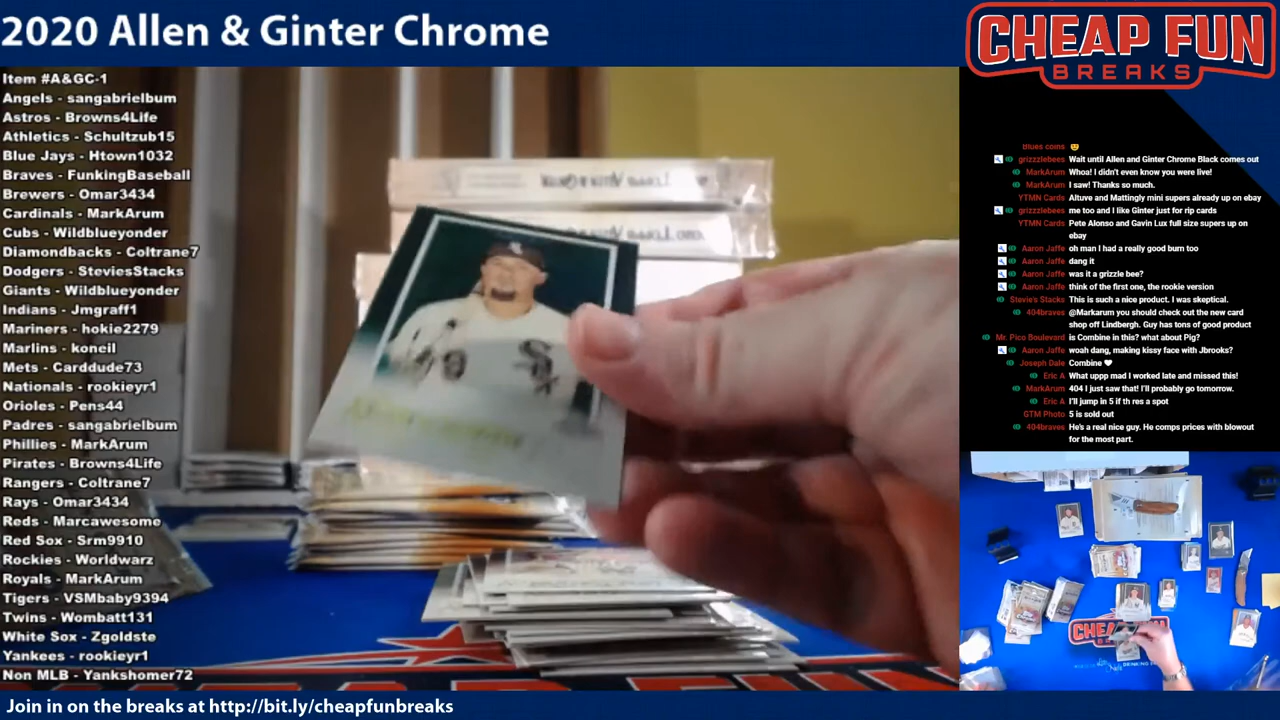 2020 Allen & Ginter Chrome
CHEAP FUN
BREAKS
Item #A&GC-1
Angels - sangabrielbum
Astros - Browns4Life
Athletics - Schultzub15
Blue Jays - Htown1032
Braves - FunkingBaseball
Brewers - Omar3434
Cardinals - MarkArum
Cubs - Wildblueyonder
Diamondbacks - Coltrane7
Dodgers - SteviesStacks
Giants - Wildblueyonder
Indians - Jmgraff1
Mariners - hokie2279
Marlins - koneil
Mets - Carddude73
Nationals - rookieyr1
Orioles - Pens44
Padres - sangabrielbum
Phillies - MarkArum
Pirates - Browns4Life
Rangers - Coltrane7
Rays - Omar3434
Reds - Marcawesome
Red Sox - Srm9910
Rockies - Worldwarz
Royals - MarkArum
Tigers - VSMbaby9394
Twins - Wombatt131
White Sox - Zgoldste
Yankees - rookieyr1
Non MLB - Yankshomer72
blues coms
grizzzlebees Wait until Allen and Ginter Chrome Black comes out
MarkArum Whoa! I didn't even know you were live!
MarkArum I saw! Thanks so much.
YTMN Cards Altuve and Mattingly mini supers already up on ebay
grizzzlebees me too and I like Ginter just for rip cards
YTMN Cards Pete Alonso and Gavin Lux full size supers up on
ebay
Aaron Jaffe oh man I had a really good burn too
Aaron Jaffe dang it
Aaron Jaffe was it a grizzle bee?
Aaron Jaffe think of the first one, the rookie version
Stevie's Stacks This is such a nice product. I was skeptical.
404braves @Markarum you should check out the new card
shop off Lindbergh. Guy has tons of good product
Mr. Pico Boulevard is Combine in this? what about Pig?
Aaron Jaffe woah dang, making kissy face with Jbrooks?
Joseph Dale Combine
Eric A What uppp mad I worked late and missed this!
MarkArum 404 I just saw that! I'll probably go tomorrow.
Eric A I'll jump in 5 if th res a spot
GTM Photo 5 is sold out
404braves He's a real nice guy. He comps prices with blowout
for the most part.
Join in on the breaks at http://bit.ly/cheapfunbreaks